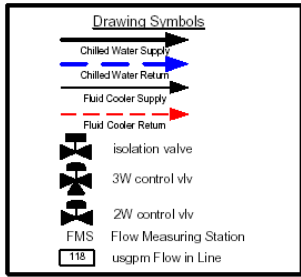 Drawing Symbols
Chilled Water Supply
Chilled Water Return
Fluid Cooler Supply
Fluid Cooler Return
isolation valve
3W control vlv
2W control vlv
FMS Flow Measuring Station
118 usgpm Flow in Line